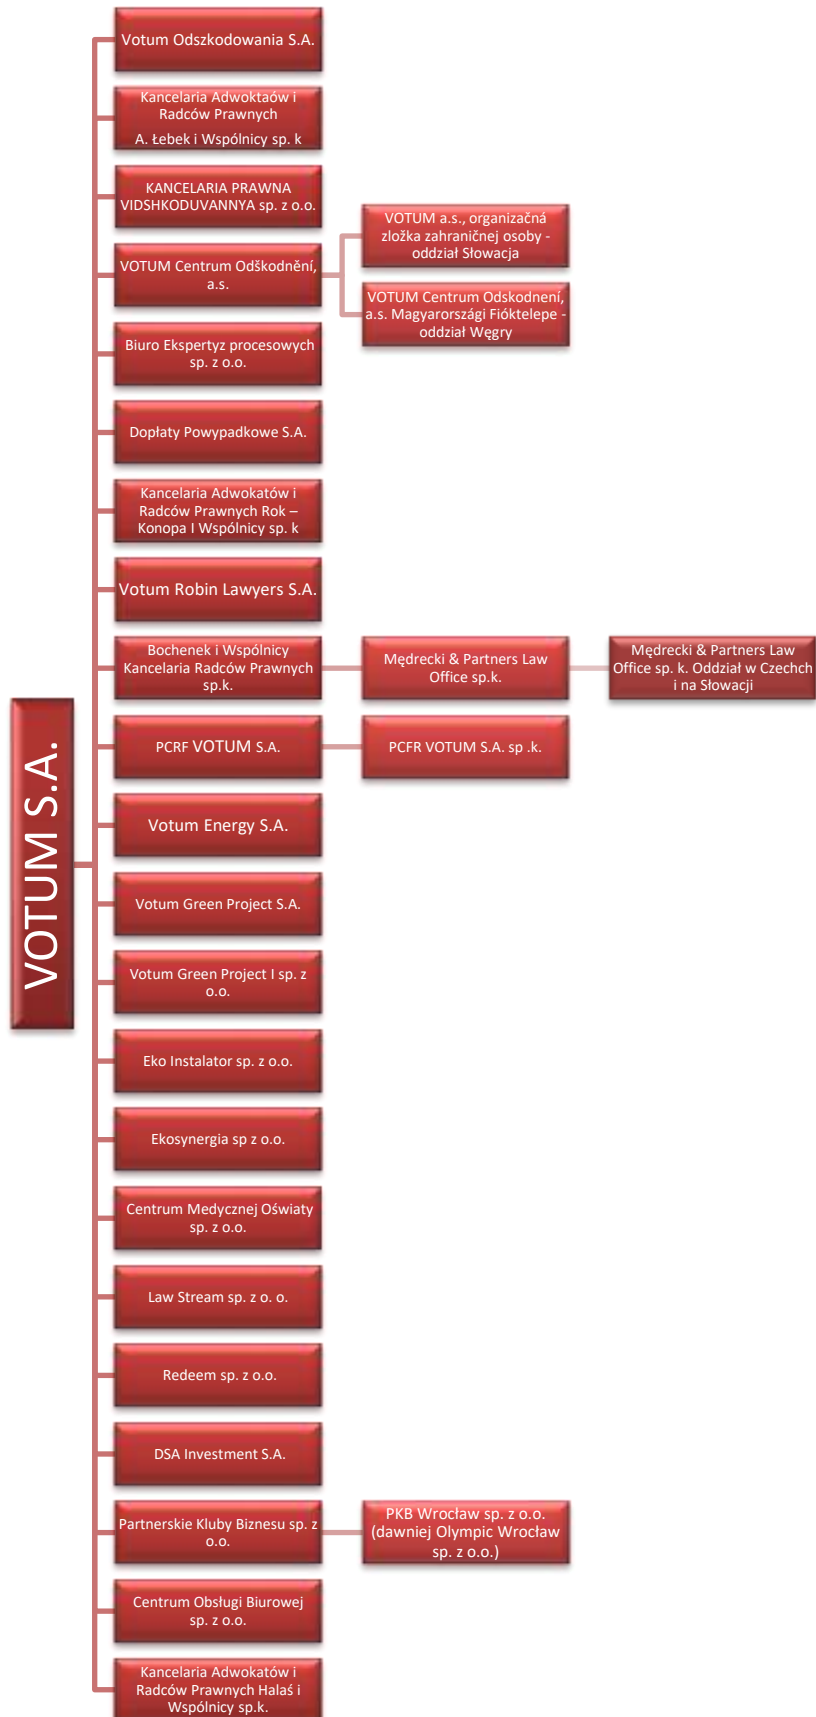 VOTUM S.A.
Votum Odszkodowania S.A.
Kancelaria Adwoktaów i
Radców Prawnych
A. Łebek i Wspólnicy sp. k
KANCELARIA PRAWNA
VIDSHKODUVANNYA sp. z o.o.
VOTUM Centrum Odškodnění,
a.s.
VOTUM a.s., organizačná
zložka zahraničnej osoby -
oddział Słowacja
VOTUM Centrum Odskodnení,
a.s. Magyarországi Fióktelepe -
oddział Węgry
Biuro Ekspertyz procesowych
sp. z o.o.
Dopłaty Powypadkowe S.A.
Kancelaria Adwokatów i
Radców Prawnych Rok –
Konopa I Wspólnicy sp. k
Votum Robin Lawyers S.A.
Bochenek i Wspólnicy
Kancelaria Radców Prawnych
sp.k.
Mędrecki & Partners Law
Office sp.k.
Mędrecki & Partners Law
Office sp. k. Oddział w Czechch
i na Słowacji
PCRF VOTUM S.A.
PCFR VOTUM S.A. sp .k.
Votum Energy S.A.
Votum Green Project S.A.
Votum Green Project I sp. z
o.o.
Eko Instalator sp. z o.o.
Ekosynergia sp z o.o.
Centrum Medycznej Oświaty
sp. z o.o.
Law Stream sp. z o. o.
Redeem sp. z o.o.
DSA Investment S.A.
Partnerskie Kluby Biznesu sp. z
o.o.
PKB Wrocław sp. z o.o.
(dawniej Olympic Wrocław
sp. z o.o.)
Centrum Obsługi Biurowej
sp. z o.o.
Kancelaria Adwokatów i
Radców Prawnych Halaś i
Wspólnicy sp.k.